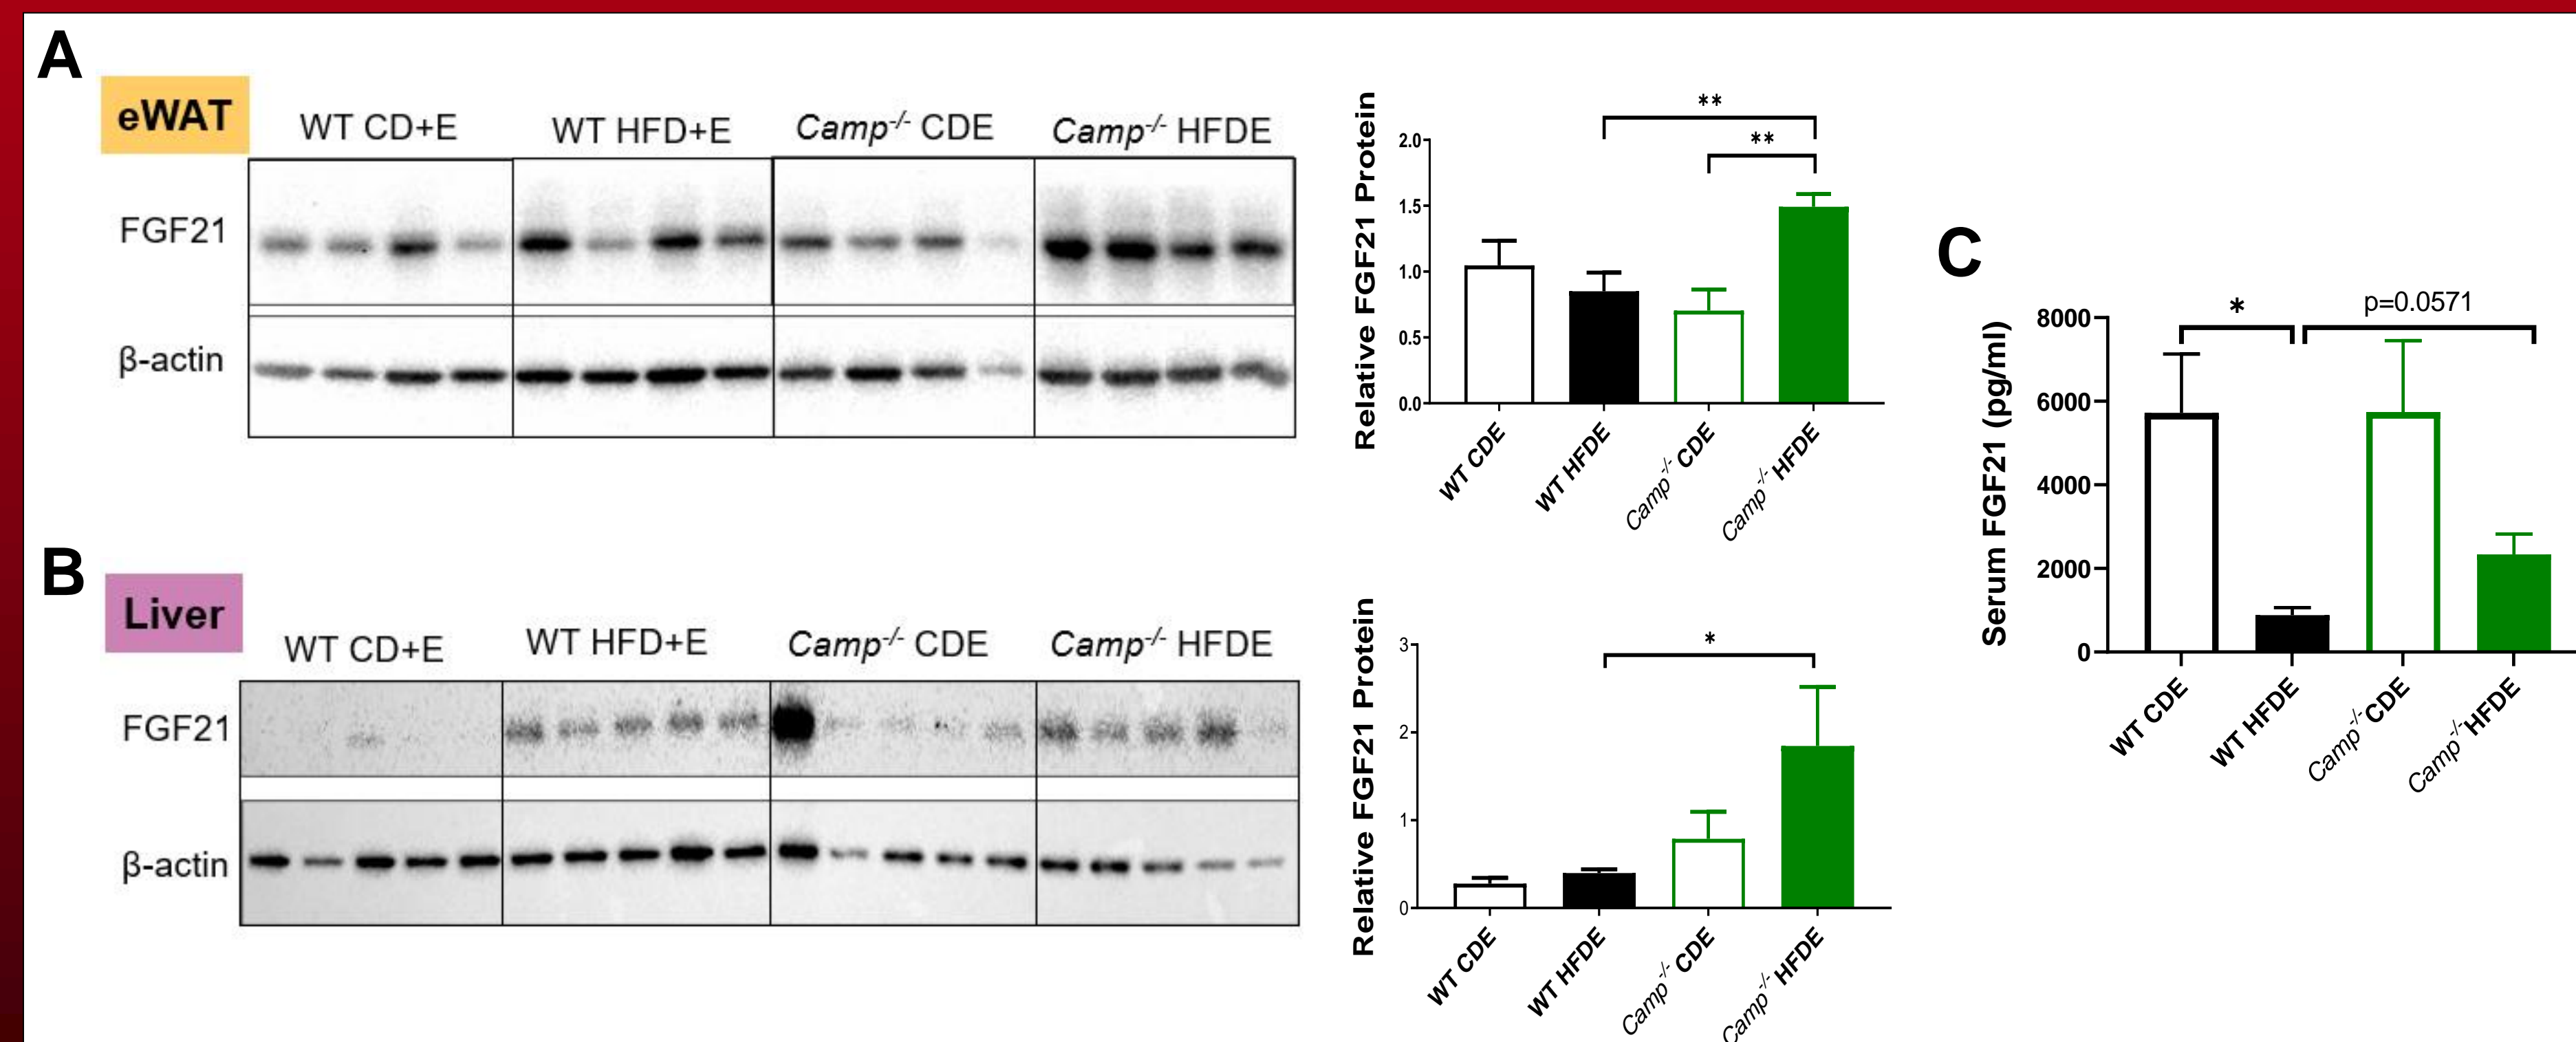 A
eWAT
WT CD+E
WT HFD+E
Camp-/- CDE
Camp-/- HFDE
FGF21
β-actin
Relative FGF21 Protein
2.0
1.5
1.0
0.5
0.0
**
**
WT CDE
WT HFDE
Camp-/- CDE
Camp-/- HFDE
B
Liver
WT CD+E
WT HFD+E
Camp-/- CDE
Camp-/- HFDE
FGF21
β-actin
Relative FGF21 Protein
3
2
1
0
*
WT CDE
WT HFDE
Camp-/- CDE
Camp-/- HFDE
C
Serum FGF21 (pg/ml)
8000
6000
4000
2000
0
*
p=0.0571
WT CDE
WT HFDE
Camp-/- CDE
Camp-/- HFDE